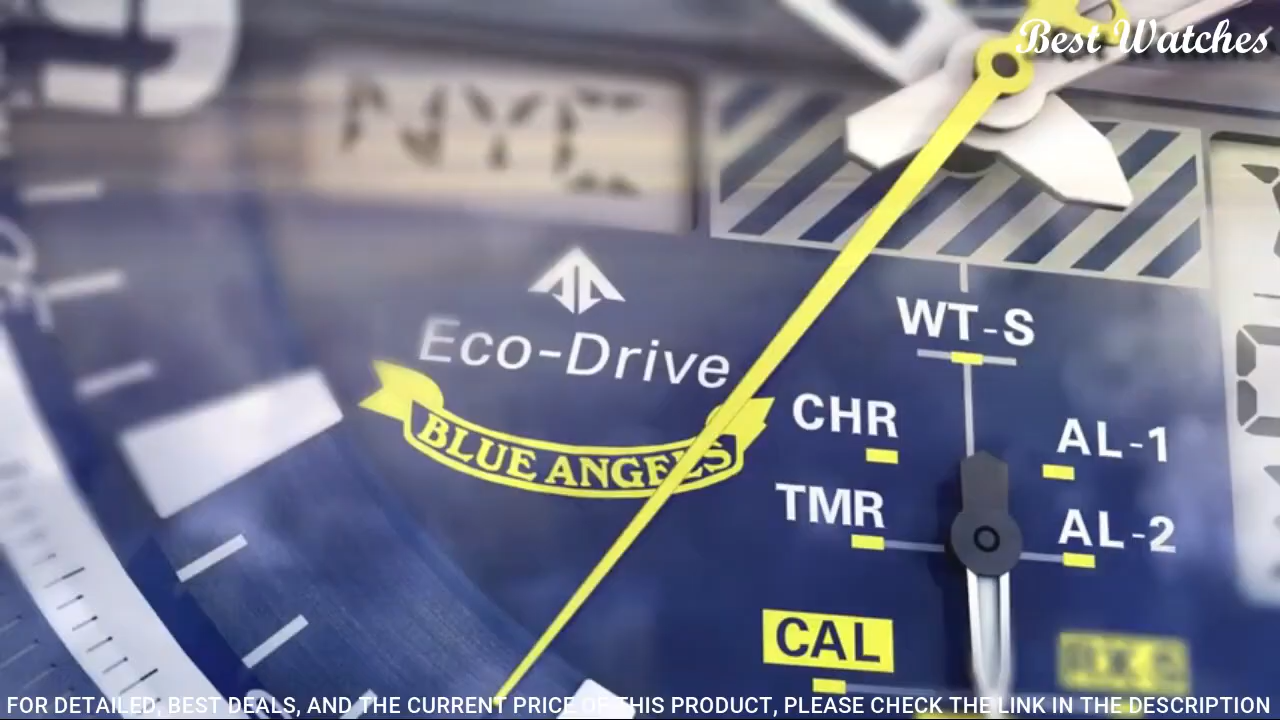 Best Watches
NYC
Eco-Drive
BLUE ANGELS
WT-S
CHR
AL-1
TMR
AL-2
CAL
FOR DETAILED, BEST DEALS, AND THE CURRENT PRICE OF THIS PRODUCT, PLEASE CHECK THE LINK IN THE DESCRIPTION